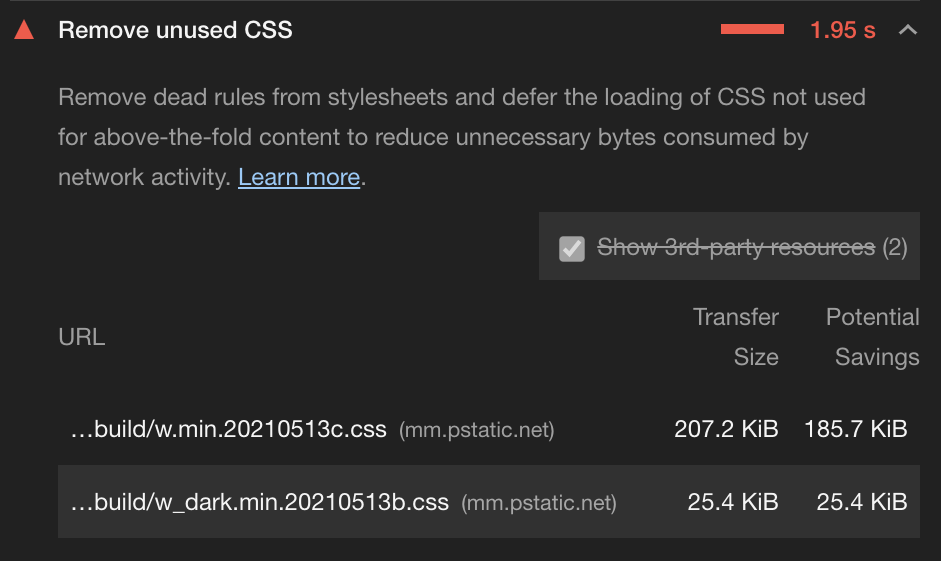 Remove unused CSS 1.95 s
Remove dead rules from stylesheets and defer the loading of CSS not used
for above-the-fold content to reduce unnecessary bytes consumed by
network activity. Learn more.
Show 3rd-party resources (2)
URL
Transfer Size
Potential Savings
…build/w.min.20210513c.css (mm.pstatic.net) 207.2 KiB 185.7 KiB
…build/w_dark.min.20210513b.css (mm.pstatic.net) 25.4 KiB 25.4 KiB